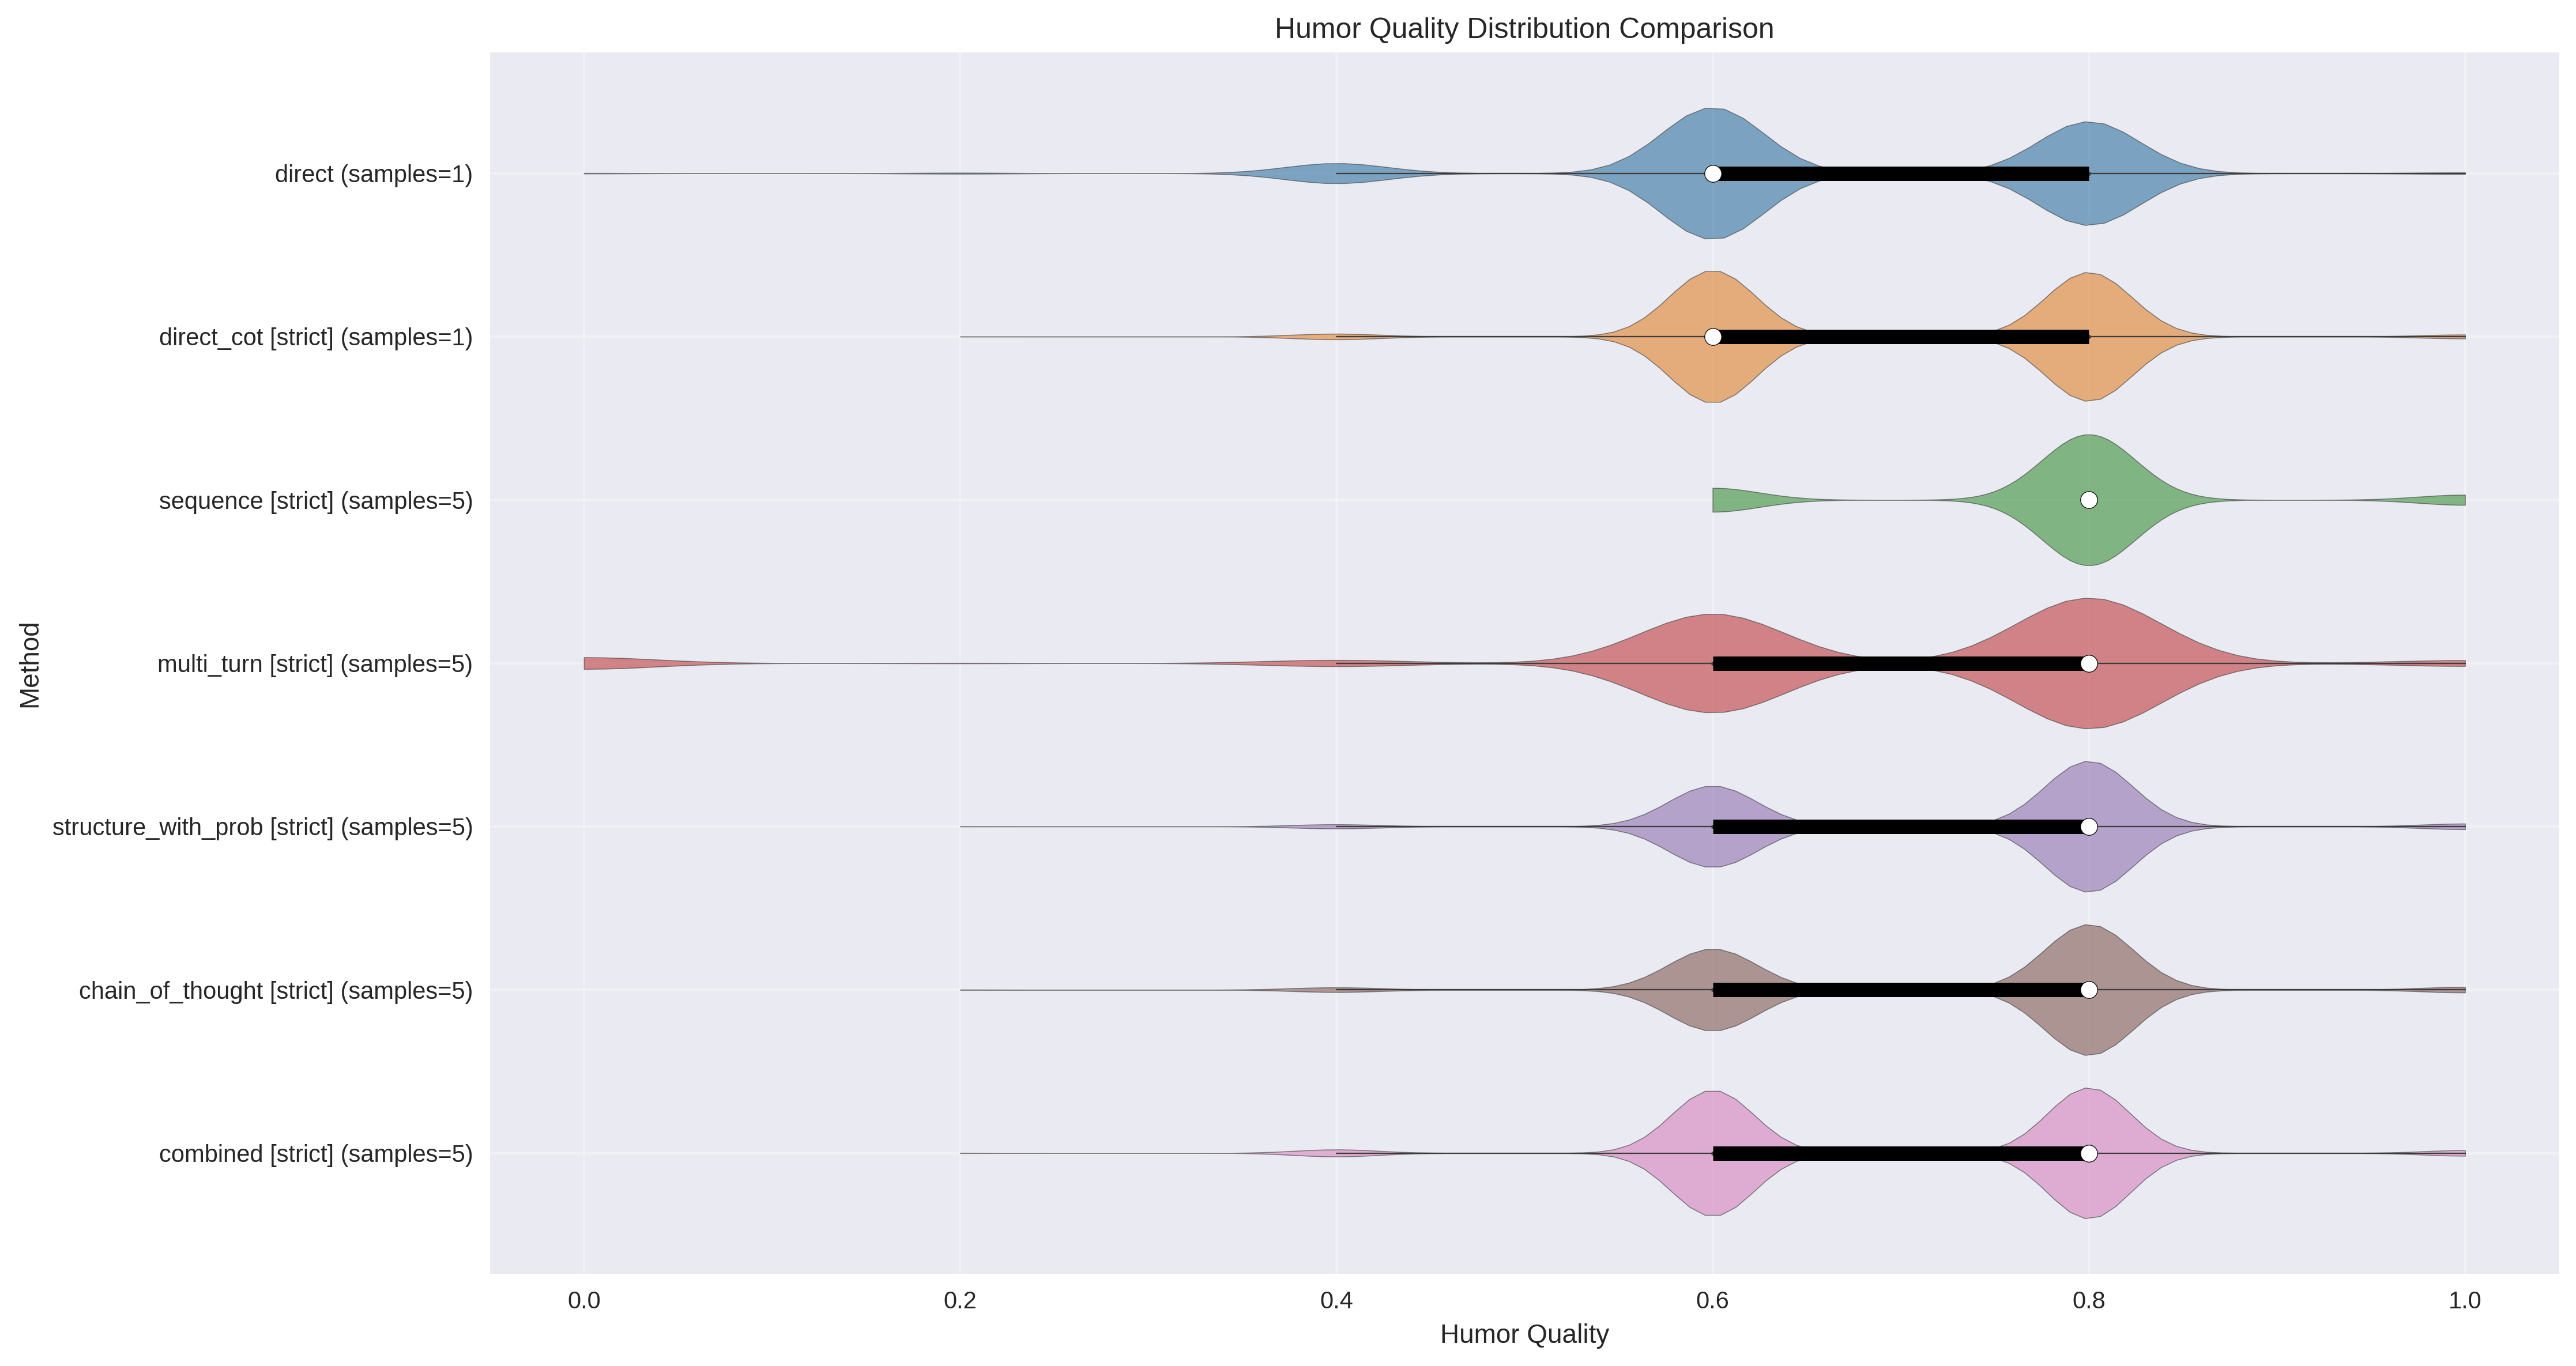 Humor Quality Distribution Comparison
direct (samples=1)
direct_cot [strict] (samples=1)
sequence [strict] (samples=5)
multi_turn [strict] (samples=5)
structure_with_prob [strict] (samples=5)
chain_of_thought [strict] (samples=5)
combined [strict] (samples=5)
Method
0.0 0.2 0.4 0.6 0.8 1.0
Humor Quality